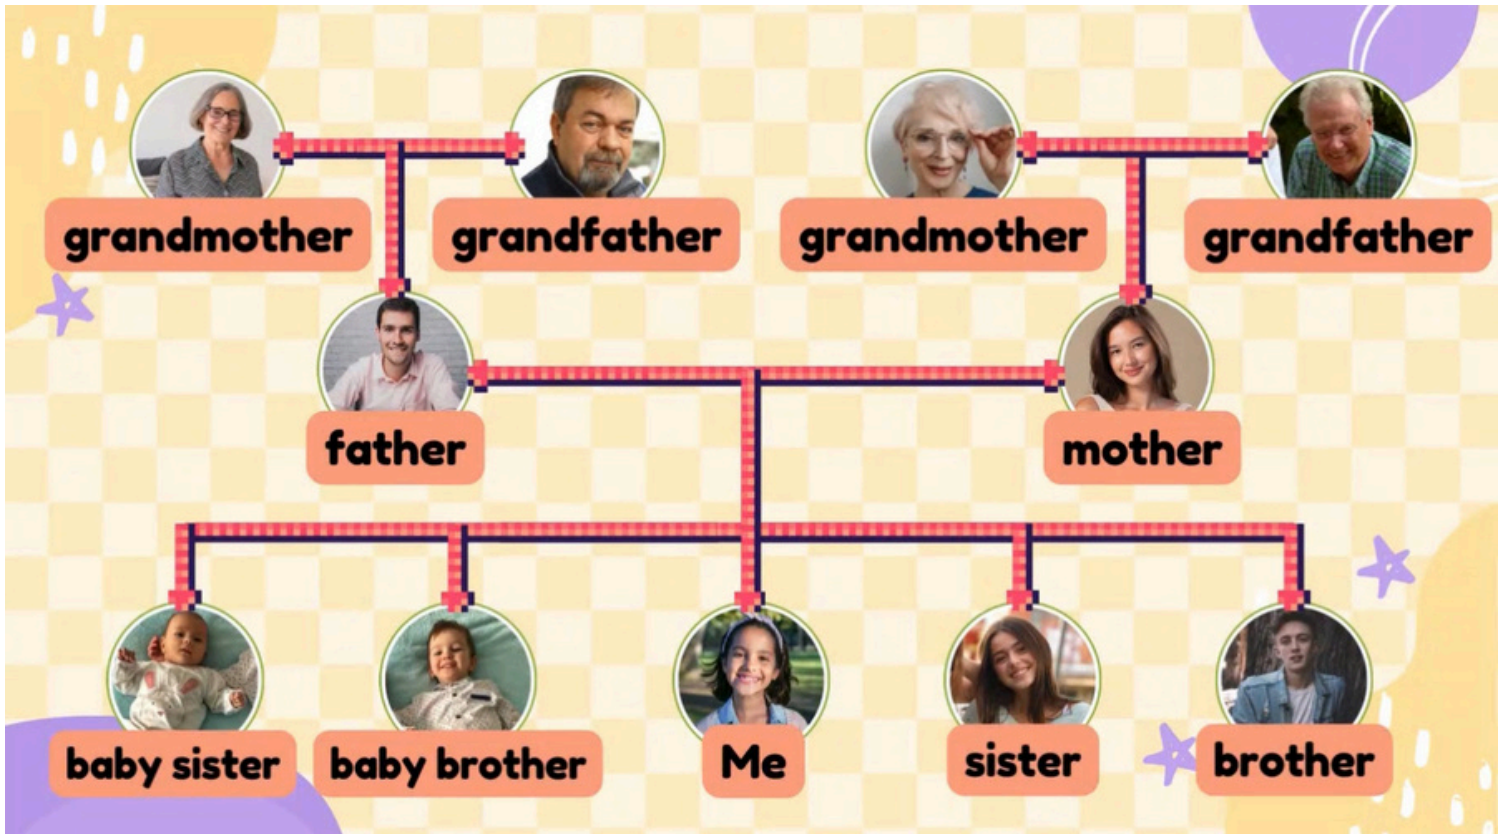 grandmother
grandfather
grandmother
grandfather
father
mother
baby sister
baby brother
Me
sister
brother